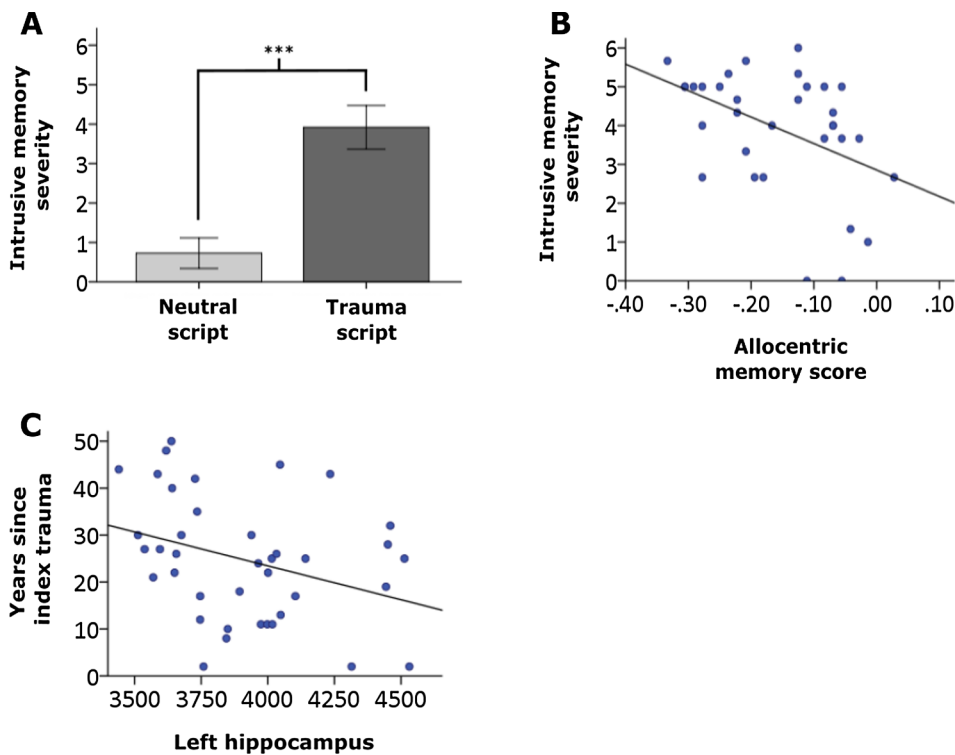 A
Intrusive memory
severity
6
5
4
3
2
1
0
***
Neutral
script
Trauma
script
B
Intrusive memory
severity
6
5
4
3
2
1
0
-.40 -.30 -.20 -.10 .00 .10
Allocentric
memory score
C
Years since
index trauma
50
40
30
20
10
0
3500 3750 4000 4250 4500
Left hippocampus